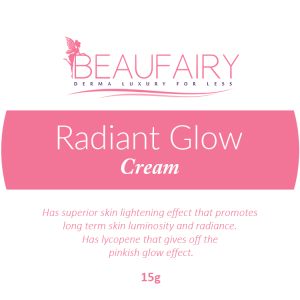 BEAUFAIRY
DERMA LUXURY FOR LESS
Radiant Glow
Cream
Has superior skin lightening effect that promotes
long term skin luminosity and radiance.
Has lycopene that gives off the
pinkish glow effect.
15g